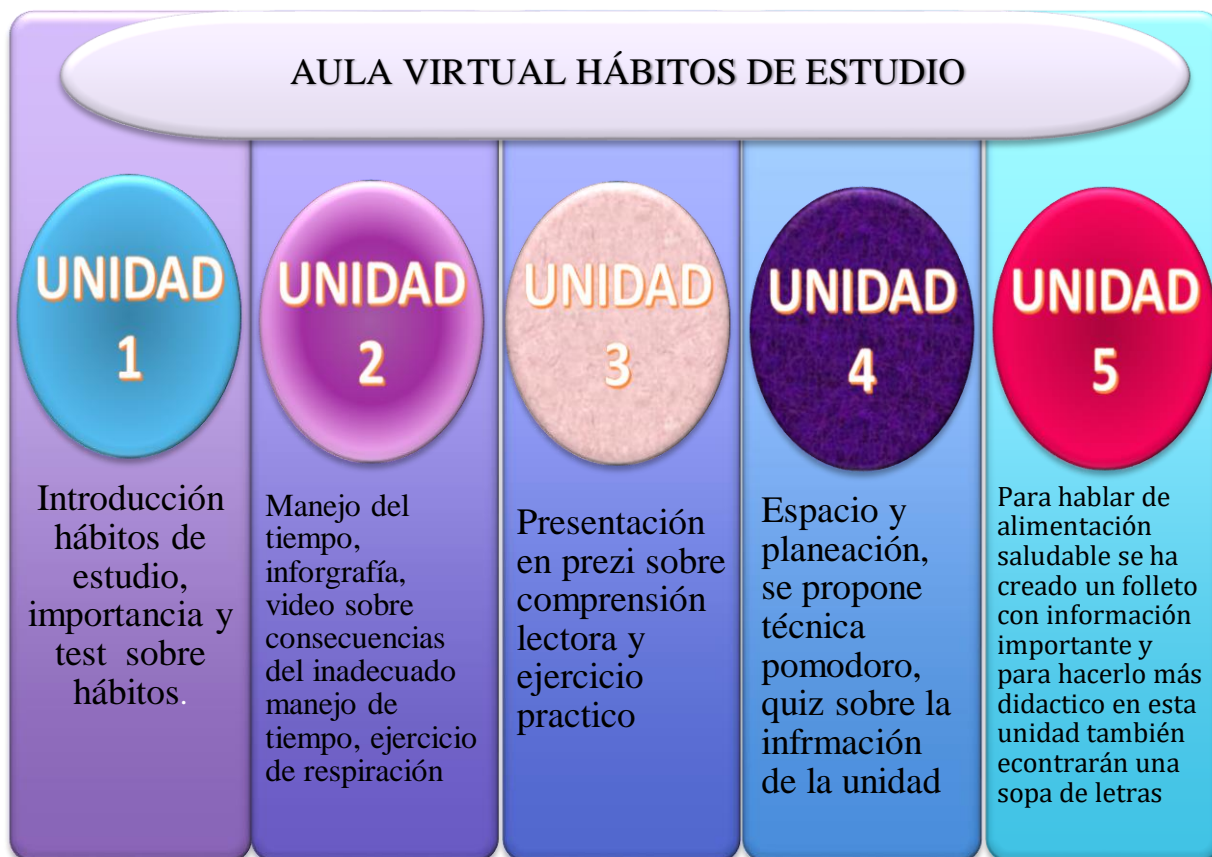 AULA VIRTUAL HÁBITOS DE ESTUDIO
UNIDAD
1
Introducción
hábitos de
estudio,
importancia y
test sobre
hábitos.
UNIDAD
2
Manejo del
tiempo,
inforgrafía,
video sobre
consecuencias
del inadecuado
manejo de
tiempo, ejercicio
de respiración
UNIDAD
3
Presentación
en prezi sobre
comprensión
lectora y
ejercicio
practico
UNIDAD
4
Espacio y
planeación,
se propone
técnica
pomodoro,
quiz sobre la
infrmación
de la unidad
UNIDAD
5
Para hablar de
alimentación
saludable se ha
creado un folleto
con información
importante y
para hacerlo más
didactico en esta
unidad también
econtrarán una
sopa de letras